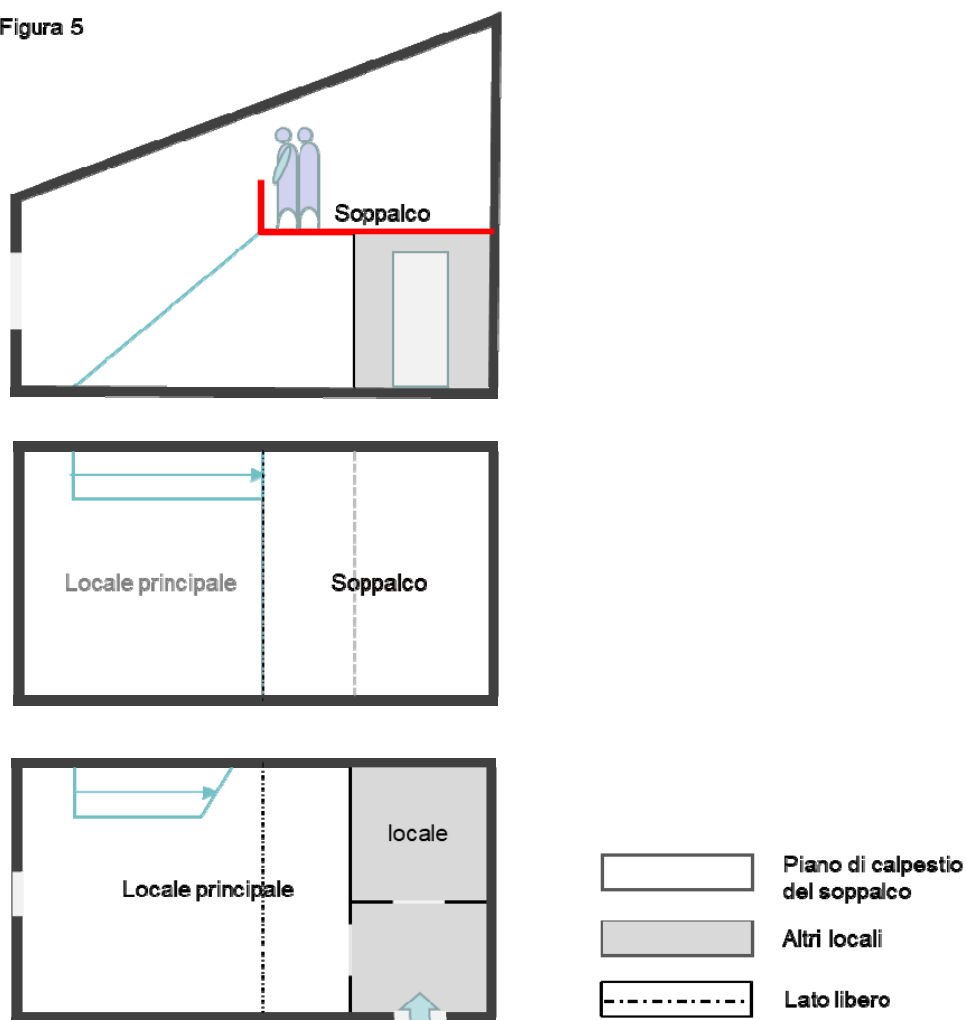 Figura 5
Soppalco
Locale principale
Soppalco
locale
Locale principale
Piano di calpestio
del soppalco
Altri locali
Lato libero